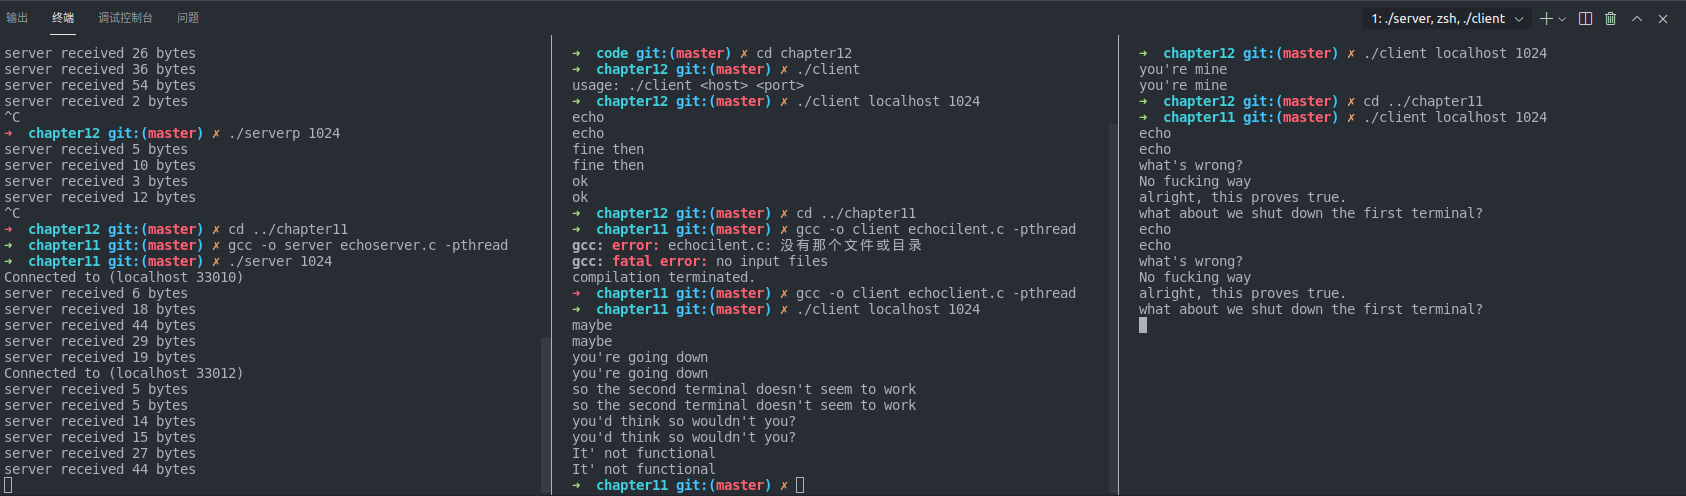 输出 终端 调试控制台 问题 1: ./server, zsh, ./client
server received 26 bytes
server received 36 bytes
server received 54 bytes
server received 2 bytes
^C
➜  chapter12 git:(master) ✗ ./serverp 1024
server received 5 bytes
server received 10 bytes
server received 3 bytes
server received 12 bytes
^C
➜  chapter12 git:(master) ✗ cd ../chapter11
➜  chapter11 git:(master) ✗ gcc -o server echoserver.c -pthread
➜  chapter11 git:(master) ✗ ./server 1024
Connected to (localhost 33010)
server received 6 bytes
server received 18 bytes
server received 44 bytes
server received 29 bytes
server received 19 bytes
Connected to (localhost 33012)
server received 5 bytes
server received 5 bytes
server received 14 bytes
server received 15 bytes
server received 27 bytes
server received 44 bytes
➜  code git:(master) ✗ cd chapter12
➜  chapter12 git:(master) ✗ ./client
usage: ./client <host> <port>
➜  chapter12 git:(master) ✗ ./client localhost 1024
echo
echo
fine then
fine then
ok
ok
➜  chapter12 git:(master) ✗ cd ../chapter11
➜  chapter11 git:(master) ✗ gcc -o client echocilent.c -pthread
gcc: error: echocilent.c: 没有那个文件或目录
gcc: fatal error: no input files
compilation terminated.
➜  chapter11 git:(master) ✗ gcc -o client echoclient.c -pthread
➜  chapter11 git:(master) ✗ ./client localhost 1024
maybe
maybe
you're going down
you're going down
so the second terminal doesn't seem to work
so the second terminal doesn't seem to work
you'd think so wouldn't you?
you'd think so wouldn't you?
It' not functional
It' not functional
➜  chapter11 git:(master) ✗
➜  chapter12 git:(master) ✗ ./client localhost 1024
you're mine
you're mine
➜  chapter12 git:(master) ✗ cd ../chapter11
➜  chapter11 git:(master) ✗ ./client localhost 1024
echo
echo
what's wrong?
No fucking way
alright, this proves true.
what about we shut down the first terminal?
echo
echo
what's wrong?
No fucking way
alright, this proves true.
what about we shut down the first terminal?